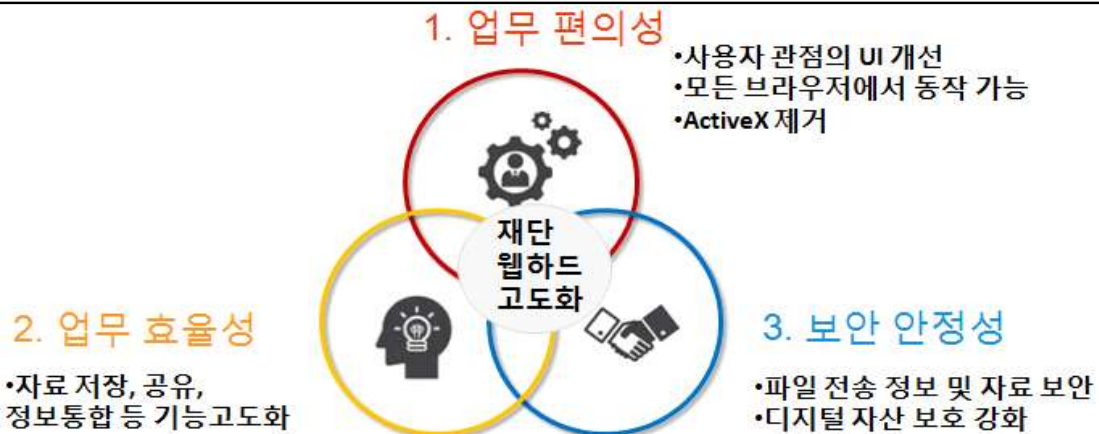 1. 업무 편의성
•사용자 관점의 UI 개선
•모든 브라우저에서 동작 가능
•ActiveX 제거
재단
웹하드
고도화
2. 업무 효율성
•자료 저장, 공유,
정보통합 등 기능고도화
3. 보안 안정성
•파일 전송 정보 및 자료 보안
•디지털 자산 보호 강화